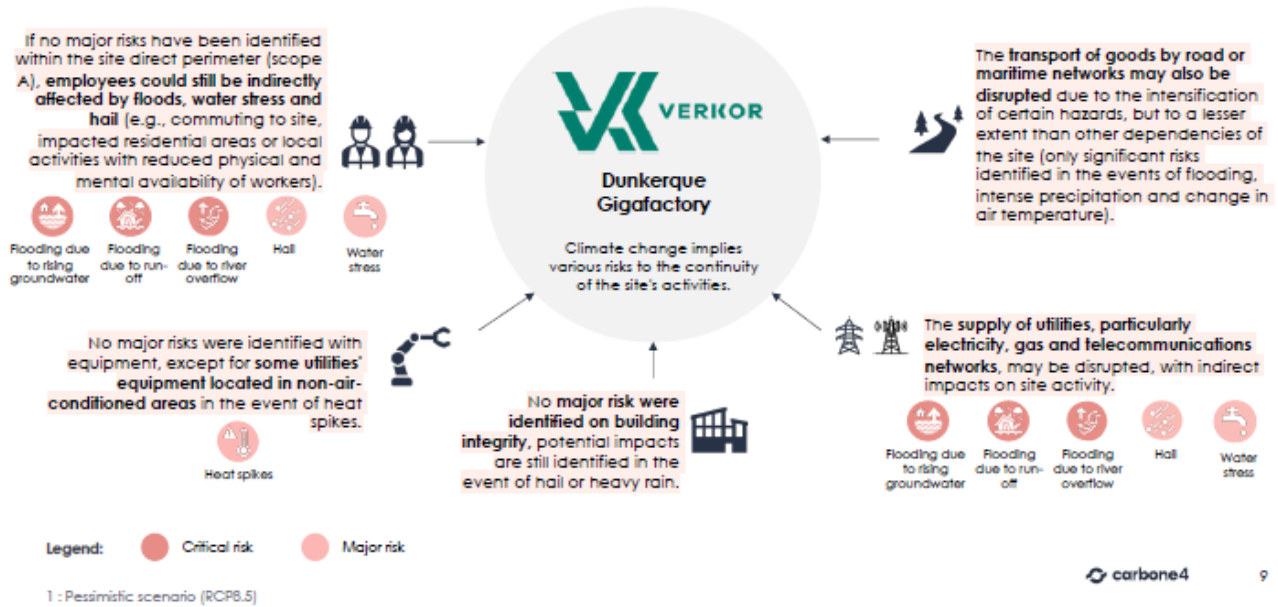 If no major risks have been identified
within the site direct perimeter (scope
A), employees could still be indirectly
affected by floods, water stress and
hail (e.g., commuting to site,
impacted residential areas or local
activities with reduced physical and
mental availability of workers).
Flooding due
to rising
groundwater
Flooding
due to run-
off
Flooding
due to river
overflow
Hail
Water
stress
VERKOR
Dunkerque
Gigafactory
Climate change implies
various risks to the continuity
of the site's activities.
The transport of goods by road or
maritime networks may also be
disrupted due to the intensification
of certain hazards, but to a lesser
extent than other dependencies of
the site (only significant risks
identified in the events of flooding,
intense precipitation and change in
air temperature).
No major risks were identified with
equipment, except for some utilities'
equipment located in non-air-
conditioned areas in the event of heat
spikes.
Heat spikes
No major risk were
identified on building
integrity, potential impacts
are still identified in the
event of hail or heavy rain.
The supply of utilities, particularly
electricity, gas and telecommunications
networks, may be disrupted, with indirect
impacts on site activity.
Flooding due
to rising
groundwater
Flooding
due to run-
off
Flooding
due to river
overflow
Hail
Water
stress
Legend:
Critical risk
Major risk
1 : Pessimistic scenario (RCP8.5)
carbone4
9